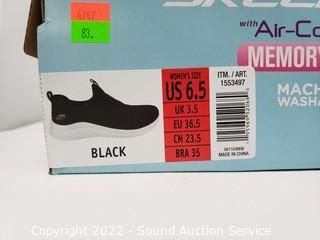 4747
83.
with Air-Co
MEMORY
MACH
WASHA
WOMEN'S SIZE
US 6.5
UK 3.5
EU 36.5
CM 23.5
BRA 35
ITM. / ART.
1553497
MADE IN CHINA
BLACK
Copyright 2022 - Sound Auction Service